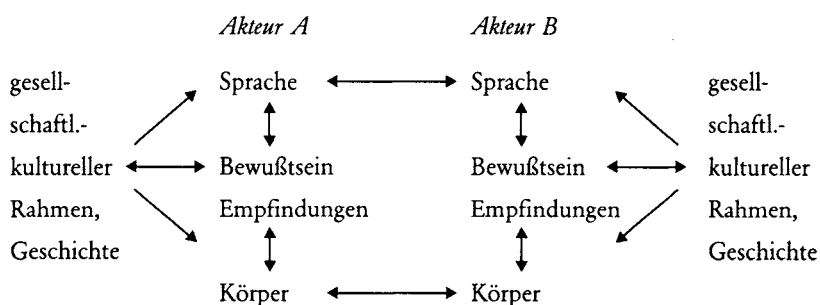 Akteur A Akteur B
gesell- Sprache Sprache gesell-
schaftl.- schaftl.-
kultureller Bewußtsein Bewußtsein kultureller
Rahmen, Empfindungen Empfindungen Rahmen,
Geschichte Geschichte
Körper Körper